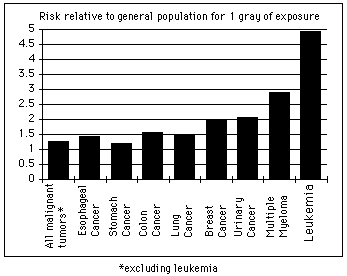 Risk relative to general population for 1 gray of exposure
5
4.5
4
3.5
3
2.5
2
1.5
1
0.5
0
All malignant
tumors*
Esophageal
Cancer
Stomach
Cancer
Colon
Cancer
Lung
Cancer
Breast
Cancer
Urinary
Cancer
Multiple
Myeloma
Leukemia
*excluding leukemia